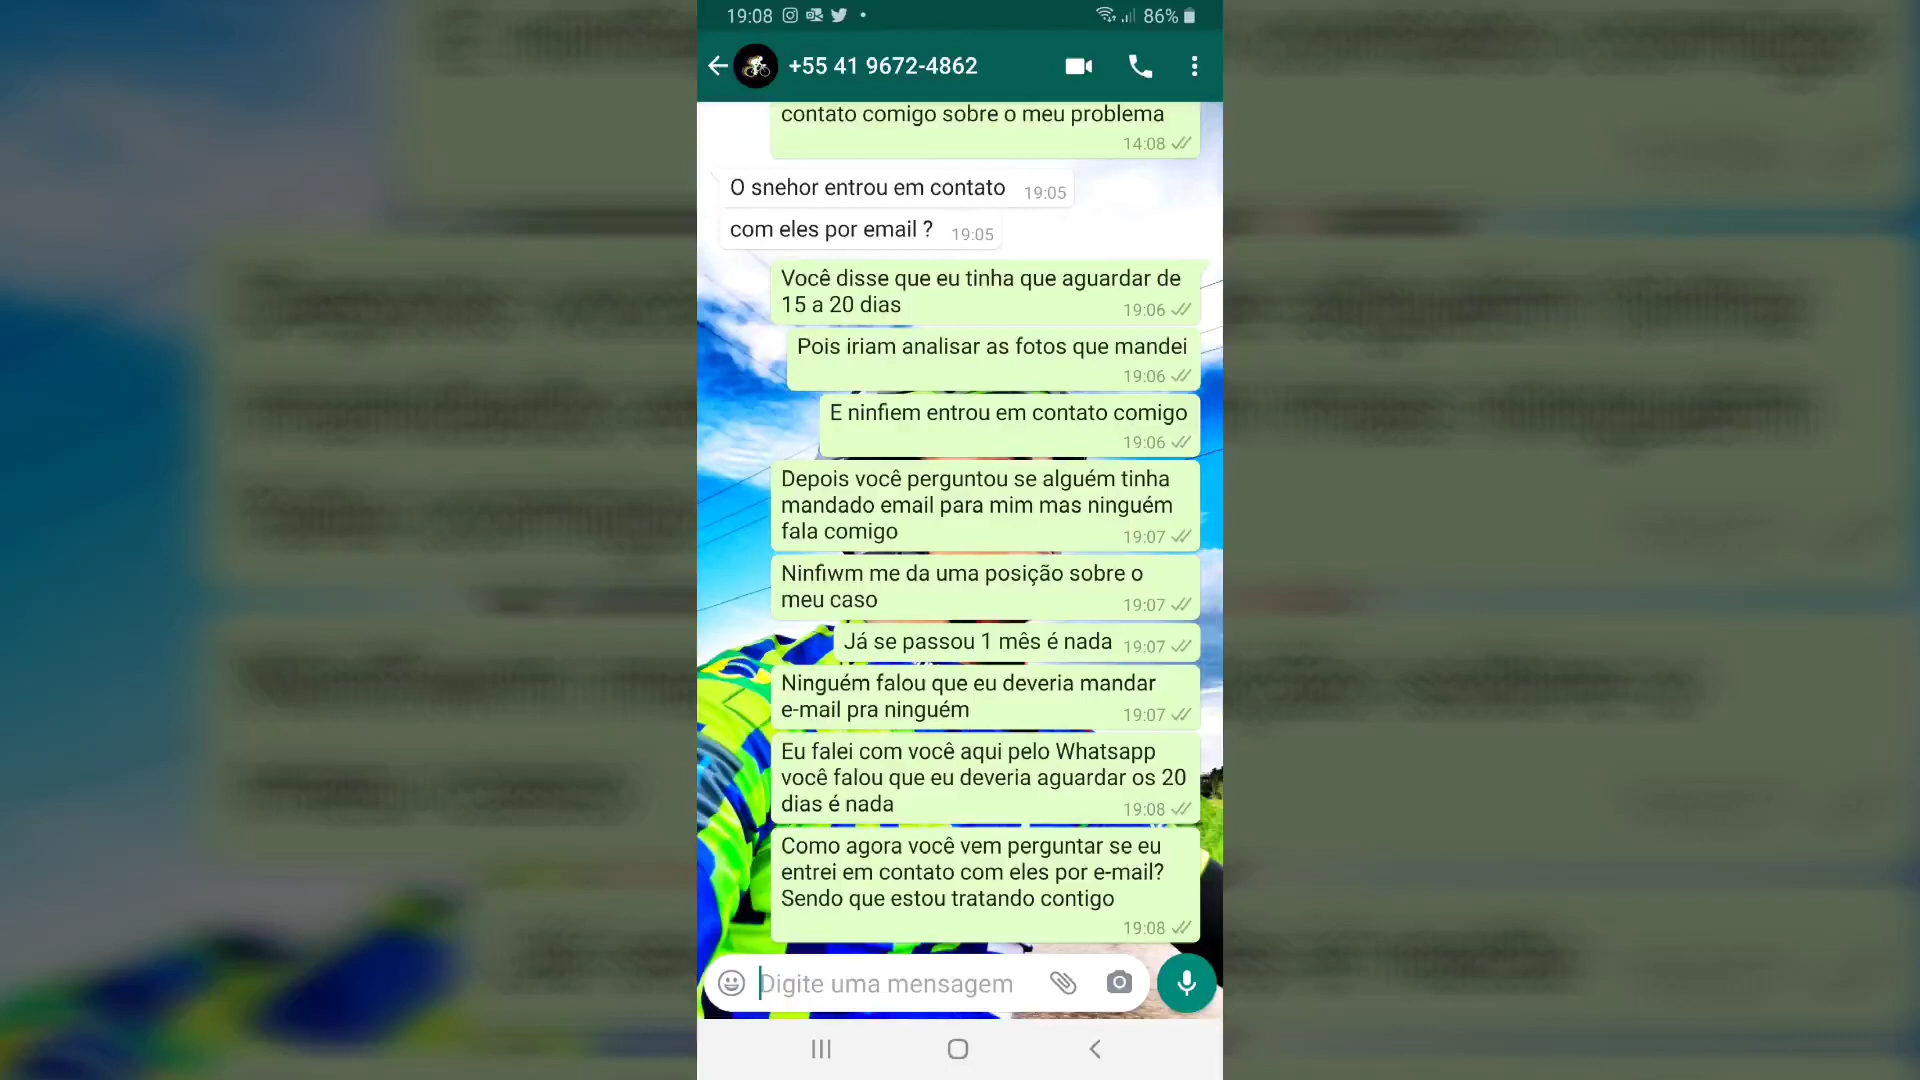 19:08
86%
+55 41 9672-4862
contato comigo sobre o meu problema
14:08
O snehor entrou em contato 19:05
com eles por email ? 19:05
Você disse que eu tinha que aguardar de
15 a 20 dias 19:06
Pois iriam analisar as fotos que mandei
19:06
E ninfiem entrou em contato comigo
19:06
Depois você perguntou se alguém tinha
mandado email para mim mas ninguém
fala comigo 19:07
Ninfiwm me da uma posição sobre o
meu caso 19:07
Já se passou 1 mês é nada 19:07
Ninguém falou que eu deveria mandar
e-mail pra ninguém 19:07
Eu falei com você aqui pelo Whatsapp
você falou que eu deveria aguardar os 20
dias é nada 19:08
Como agora você vem perguntar se eu
entrei em contato com eles por e-mail?
Sendo que estou tratando contigo
19:08
Digite uma mensagem